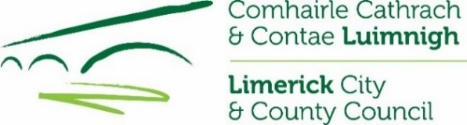 Comhairle Cathrach
& Contae Luimnigh
Limerick City
& County Council